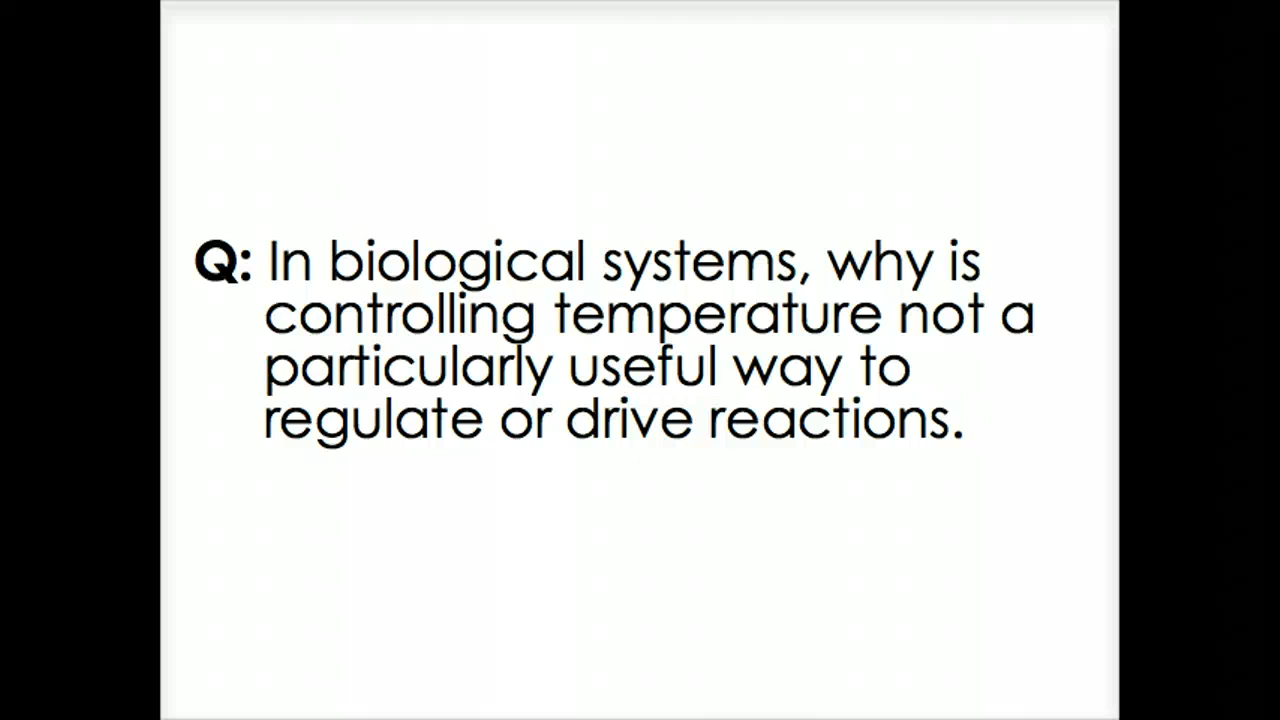 Q: In biological systems, why is
controlling temperature not a
particularly useful way to
regulate or drive reactions.